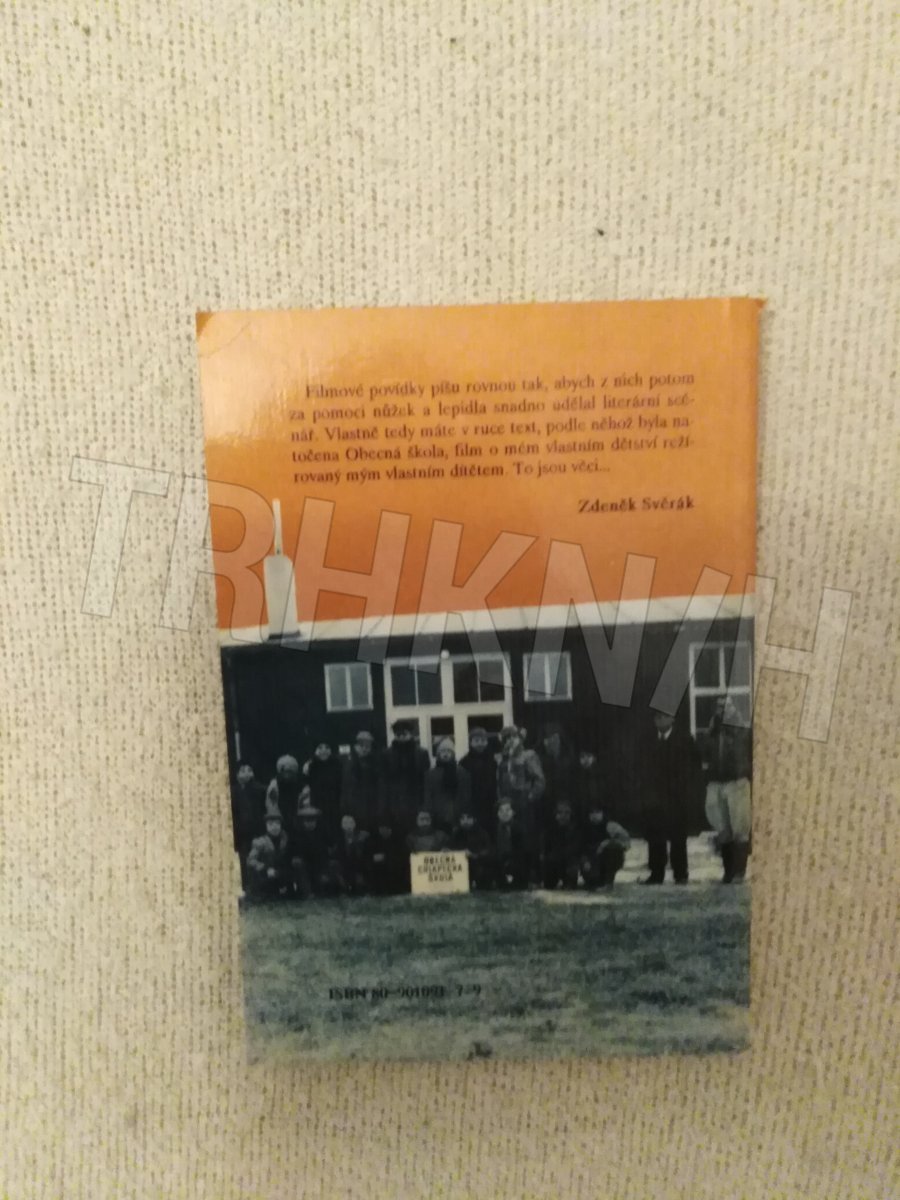 Filmové povídky píšu rovnou tak, abych z nich potom
za pomoci nůžek a lepidla snadno udělal literární scé-
nář. Vlastně tedy máte v ruce text, podle něhož byla na-
točena Obecná škola, film o mém vlastním dětství reží-
rovaný mým vlastním dítětem. To jsou věci...
Zdeněk Svěrák
TRHKNIH
OBECNÁ
CHLAPECKÁ
ŠKOLA
ISBN